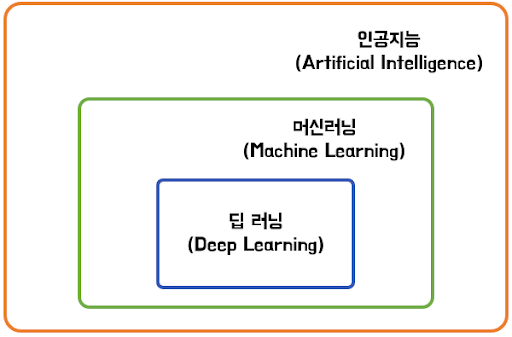 인공지능
(Artificial Intelligence)
머신러닝
(Machine Learning)
딥 러닝
(Deep Learning)